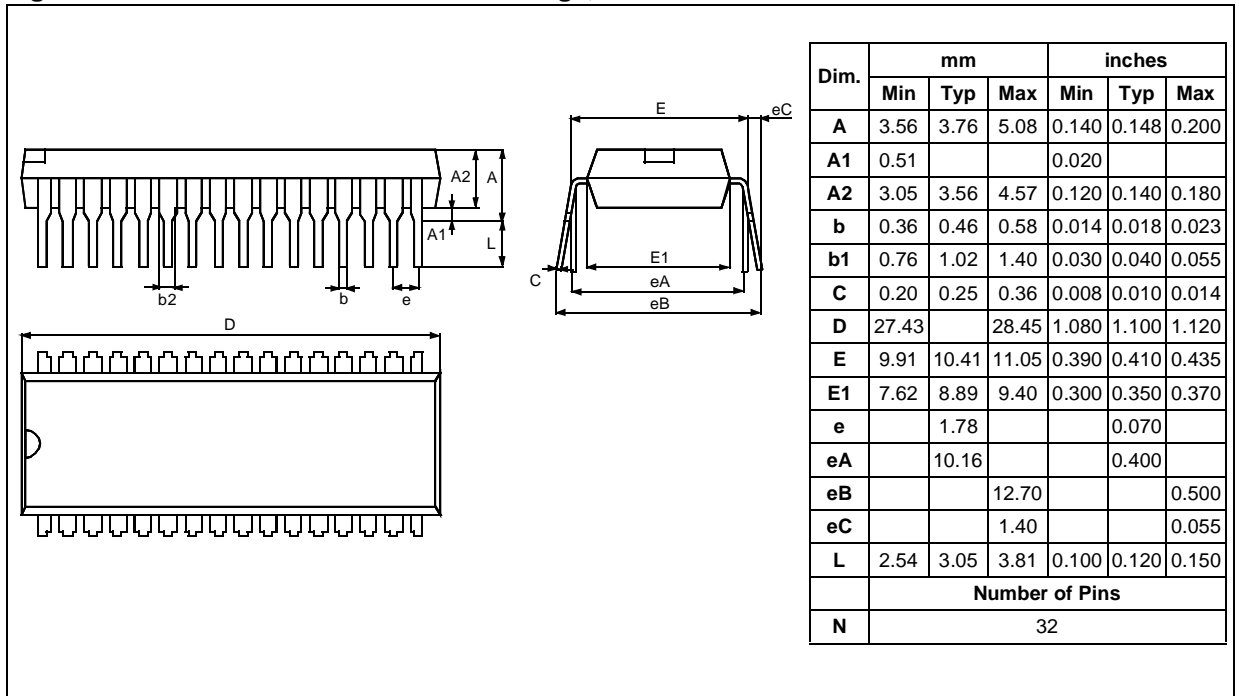 E
eC
A2
A
A1
L
b2
b
e
C
E1
eA
eB
D
Dim. mm inches
Min Typ Max Min Typ Max
A 3.56 3.76 5.08 0.140 0.148 0.200
A1 0.51 0.020
A2 3.05 3.56 4.57 0.120 0.140 0.180
b 0.36 0.46 0.58 0.014 0.018 0.023
b1 0.76 1.02 1.40 0.030 0.040 0.055
C 0.20 0.25 0.36 0.008 0.010 0.014
D 27.43 28.45 1.080 1.100 1.120
E 9.91 10.41 11.05 0.390 0.410 0.435
E1 7.62 8.89 9.40 0.300 0.350 0.370
e 1.78 0.070
eA 10.16 0.400
eB 12.70 0.500
eC 1.40 0.055
L 2.54 3.05 3.81 0.100 0.120 0.150
Number of Pins
N 32